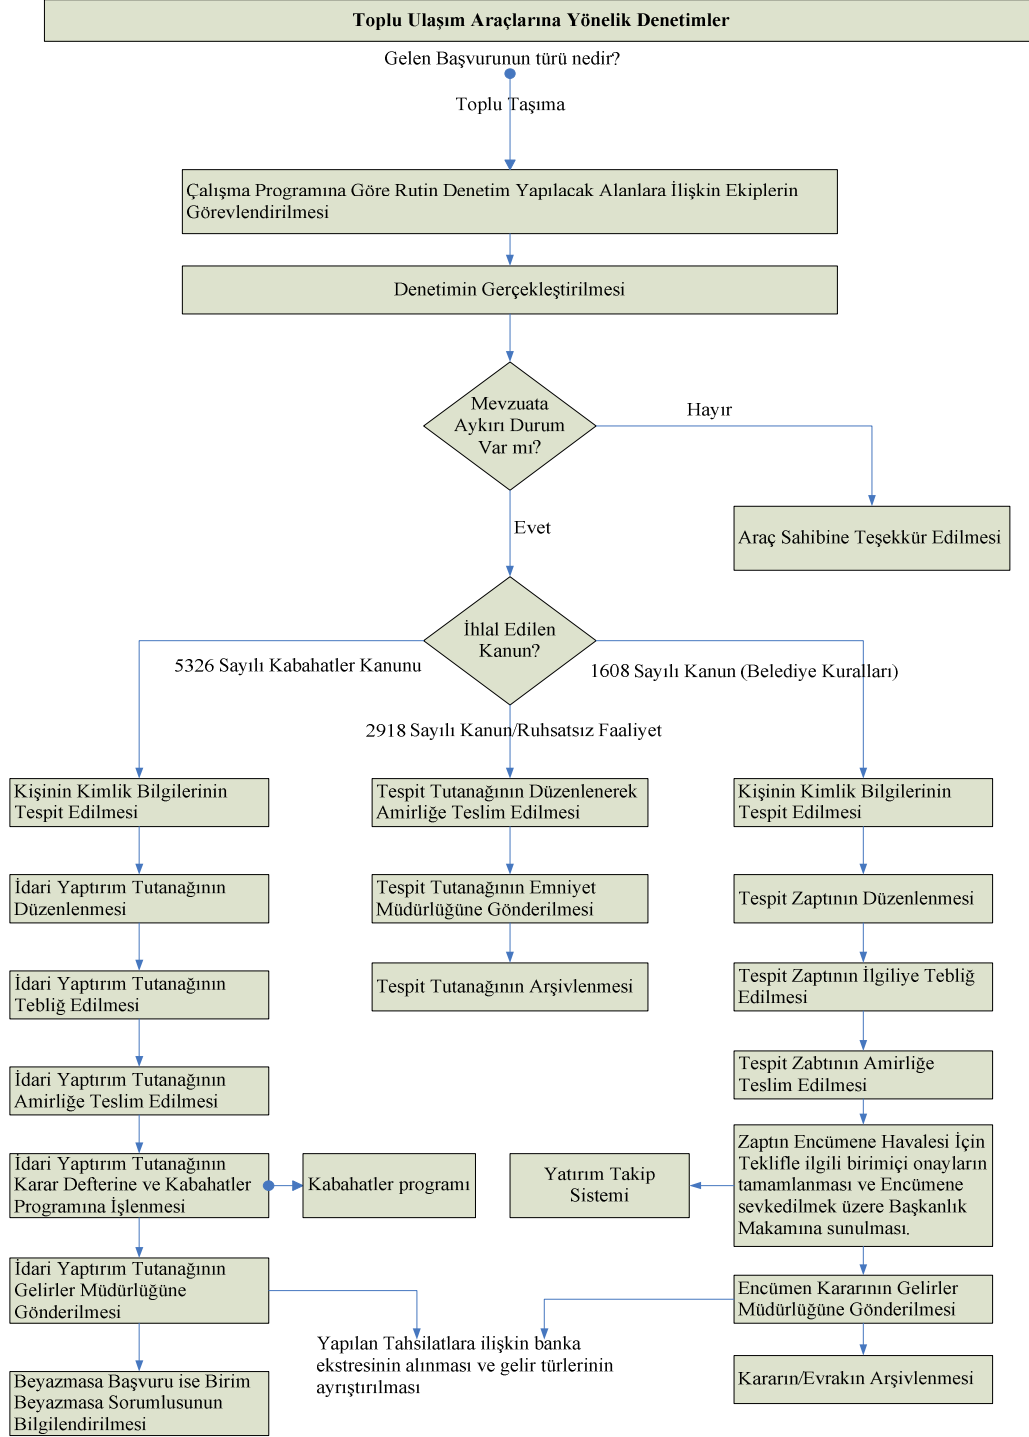 Toplu Ulaşım Araçlarına Yönelik Denetimler
Gelen Başvurunun türü nedir?
Toplu Taşıma
Çalışma Programına Göre Rutin Denetim Yapılacak Alanlara İlişkin Ekiplerin
Görevlendirilmesi
Denetimin Gerçekleştirilmesi
Mevzuata
Aykırı Durum
Var mı?
Hayır
Evet
Araç Sahibine Teşekkür Edilmesi
İhlal Edilen
Kanun?
5326 Sayılı Kabahatler Kanunu
1608 Sayılı Kanun (Belediye Kuralları)
2918 Sayılı Kanun/Ruhsatsız Faaliyet
Kişinin Kimlik Bilgilerinin
Tespit Edilmesi
İdari Yaptırım Tutanağının
Düzenlenmesi
İdari Yaptırım Tutanağının
Tebliğ Edilmesi
İdari Yaptırım Tutanağının
Amirliğe Teslim Edilmesi
İdari Yaptırım Tutanağının
Karar Defterine ve Kabahatler
Programına İşlenmesi
Kabahatler programı
İdari Yaptırım Tutanağının
Gelirler Müdürlüğüne
Gönderilmesi
Beyazmasa Başvuru ise Birim
Beyazmasa Sorumlusunun
Bilgilendirilmesi
Tespit Tutanağının Düzenlenerek
Amirliğe Teslim Edilmesi
Tespit Tutanağının Emniyet
Müdürlüğüne Gönderilmesi
Tespit Tutanağının Arşivlenmesi
Kişinin Kimlik Bilgilerinin
Tespit Edilmesi
Tespit Zaptının Düzenlenmesi
Tespit Zaptının İlgiliye Tebliğ
Edilmesi
Tespit Zabtının Amirliğe
Teslim Edilmesi
Zaptın Encümene Havalesi İçin
Teklifle ilgili birimiçi onayların
tamamlanması ve Encümene
sevkedilmek üzere Başkanlık
Makamına sunulması.
Yatırım Takip
Sistemi
Encümen Kararının Gelirler
Müdürlüğüne Gönderilmesi
Yapılan Tahsilatlara ilişkin banka
ekstresinin alınması ve gelir türlerinin
ayrıştırılması
Kararın/Evrakın Arşivlenmesi